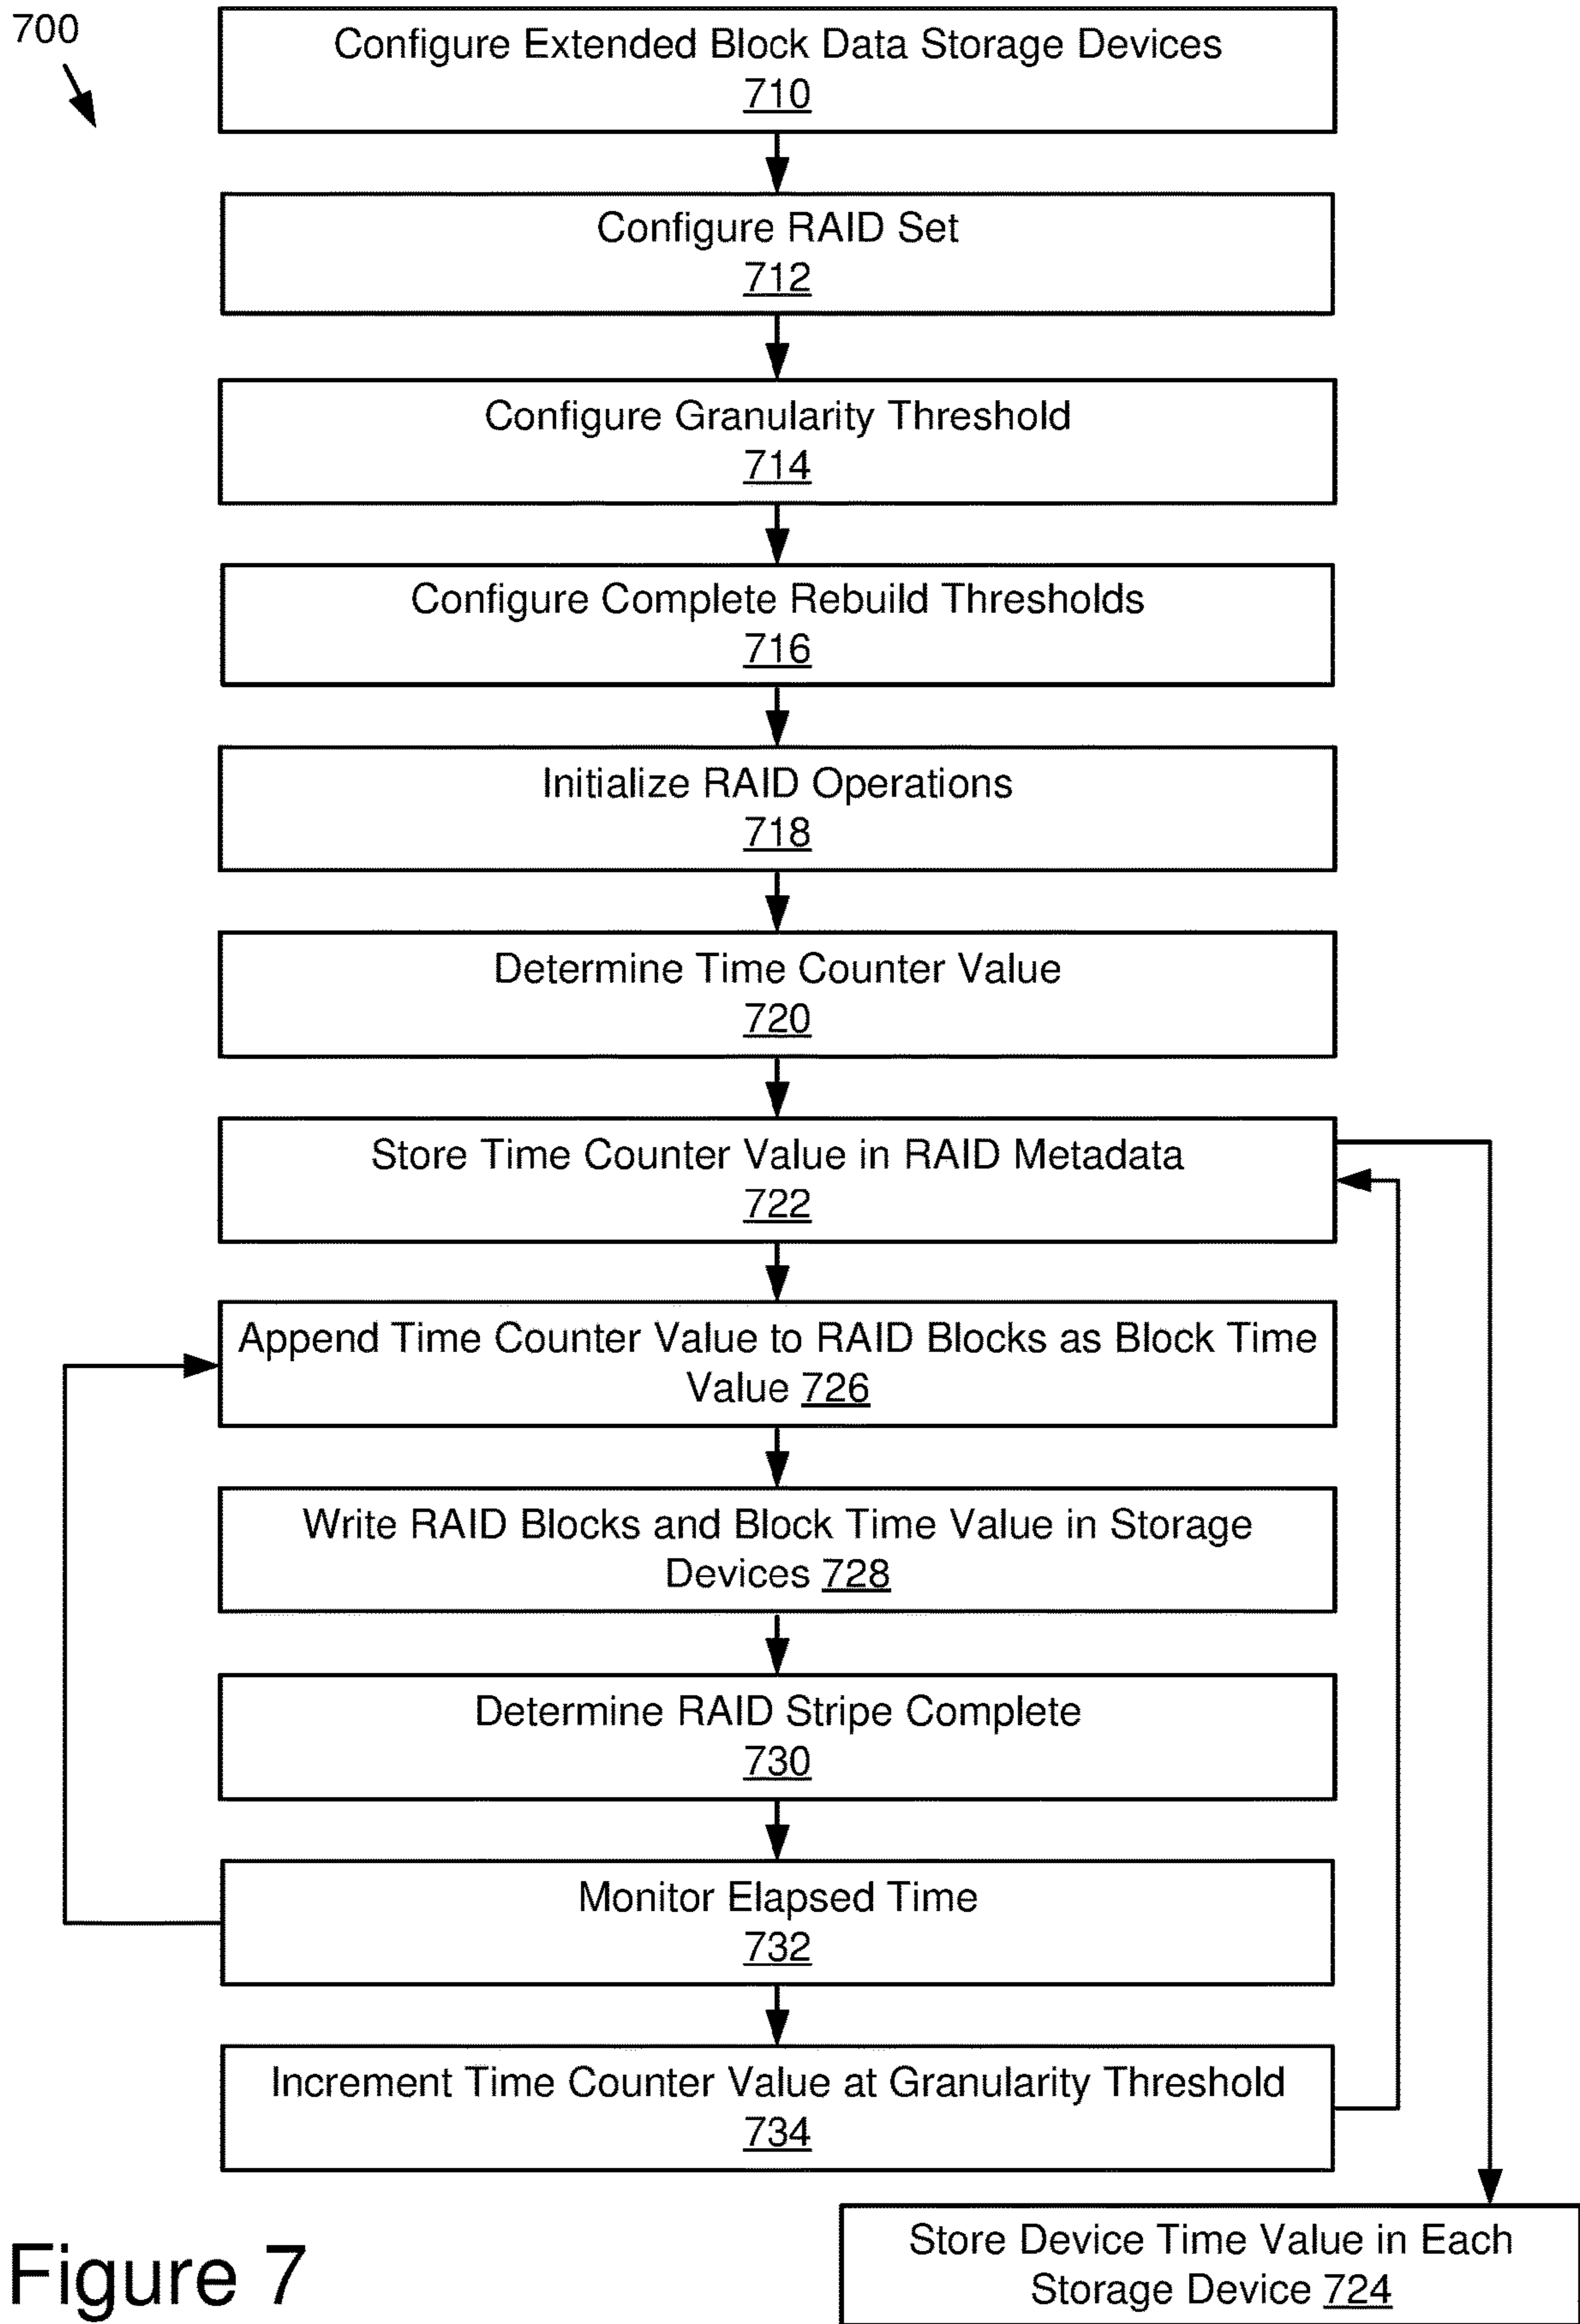 700
Configure Extended Block Data Storage Devices
710
Configure RAID Set
712
Configure Granularity Threshold
714
Configure Complete Rebuild Thresholds
716
Initialize RAID Operations
718
Determine Time Counter Value
720
Store Time Counter Value in RAID Metadata
722
Append Time Counter Value to RAID Blocks as Block Time
Value 726
Write RAID Blocks and Block Time Value in Storage
Devices 728
Determine RAID Stripe Complete
730
Monitor Elapsed Time
732
Increment Time Counter Value at Granularity Threshold
734
Store Device Time Value in Each
Storage Device 724
Figure 7